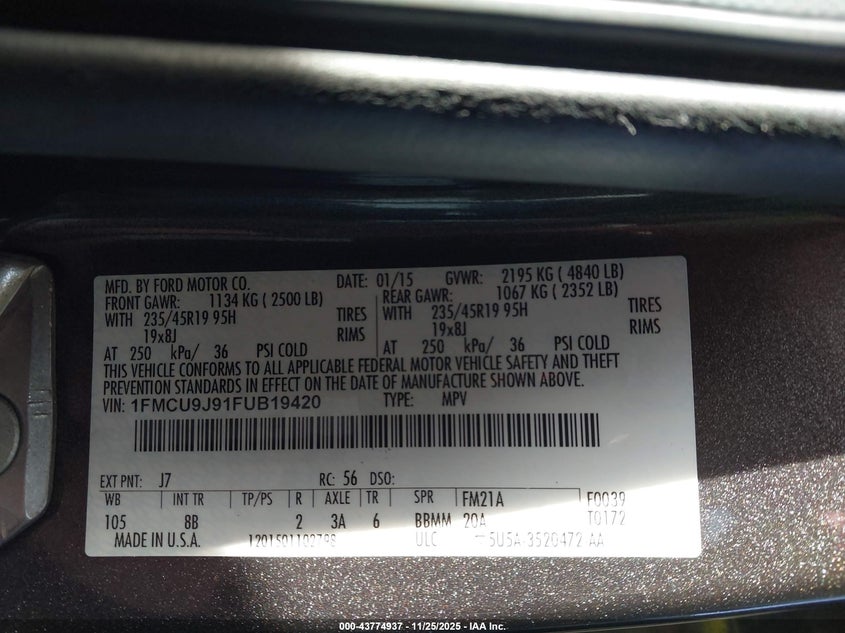 MFD. BY FORD MOTOR CO. DATE: 01/15 GVWR: 2195 KG ( 4840 LB)
FRONT GAWR: 1134 KG ( 2500 LB) REAR GAWR: 1067 KG ( 2352 LB)
WITH 235/45R19 95H TIRES WITH 235/45R19 95H TIRES
19x8J RIMS 19x8J RIMS
AT 250 kPa/ 36 PSI COLD AT 250 kPa/ 36 PSI COLD
THIS VEHICLE CONFORMS TO ALL APPLICABLE FEDERAL MOTOR VEHICLE SAFETY AND THEFT
PREVENTION STANDARDS IN EFFECT ON THE DATE OF MANUFACTURE SHOWN ABOVE.
VIN: 1FMCU9J91FUB19420 TYPE: MPV
EXT PNT: J7 RC: 56 DSO:
WB INT TR TP/PS R AXLE TR SPR FM21A F0039
105 8B 2 3A 6 BBMM 20A T0172
MADE IN U.S.A. ULC 5U5A-3520472 AA
000-43774937 - 11/25/2025 - IAA Inc.